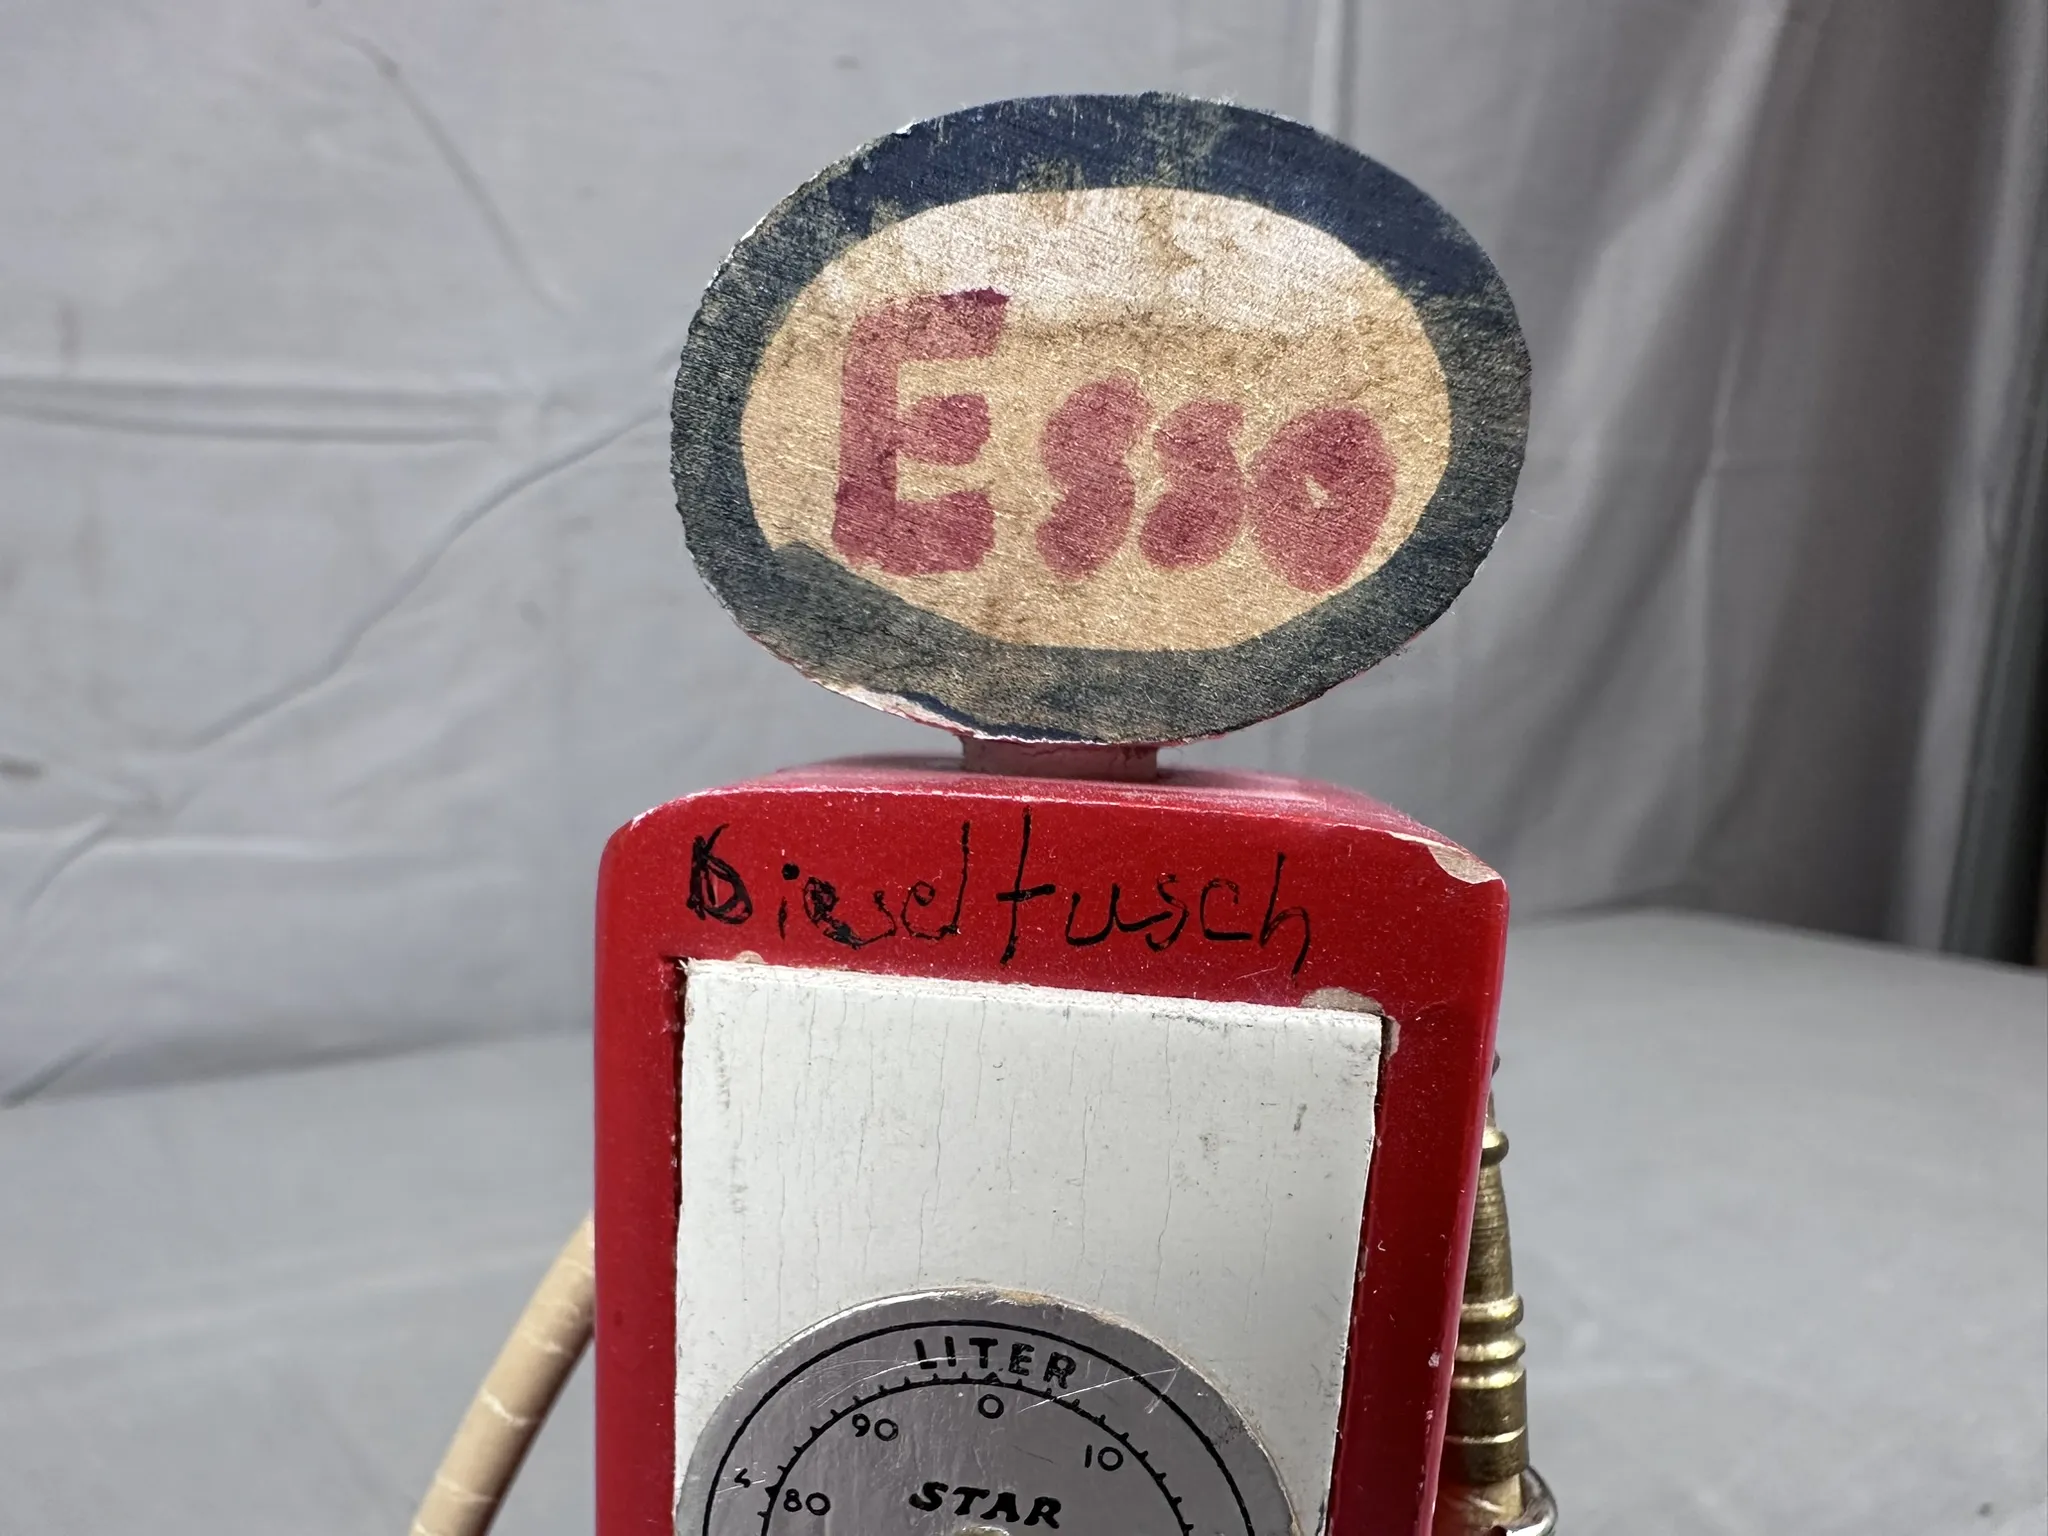 Esso
Dieseltusch
LITER
0
90
10
80
STAR